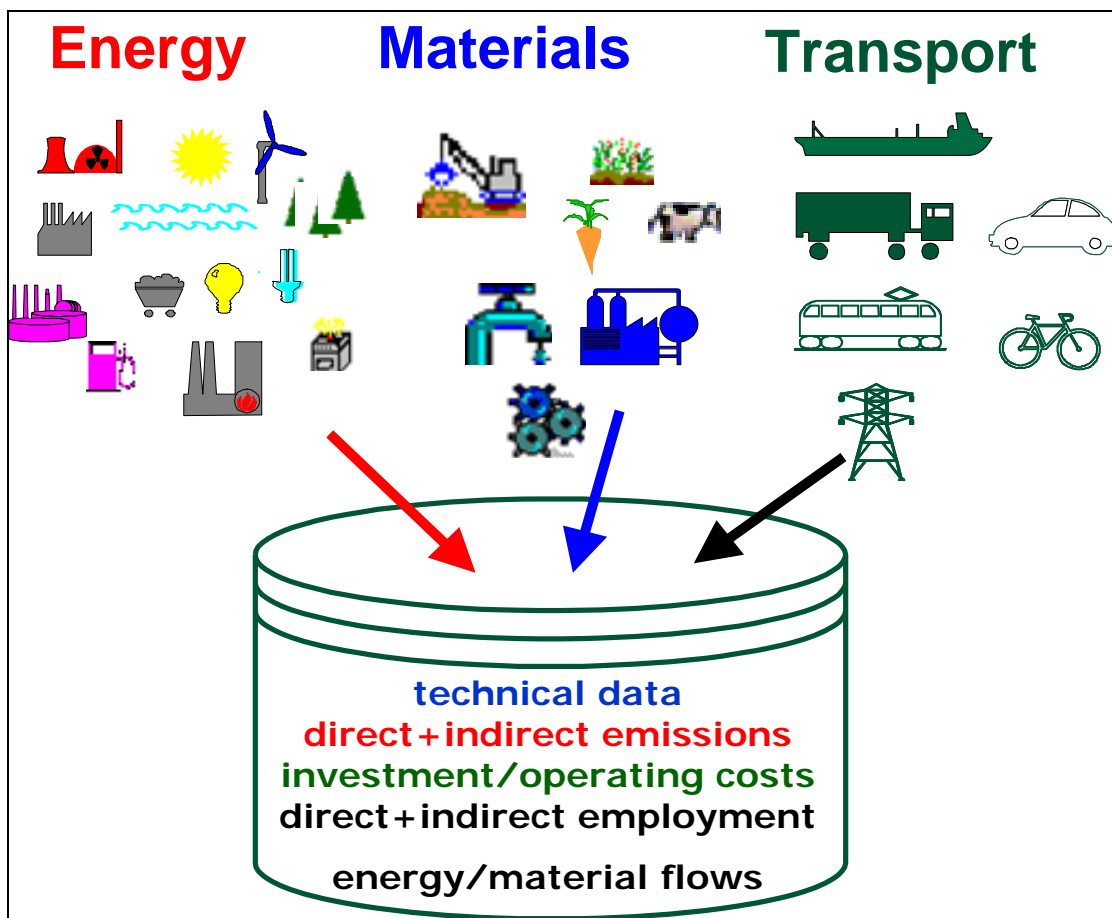 Energy Materials Transport
technical data
direct+indirect emissions
investment/operating costs
direct+indirect employment
energy/material flows